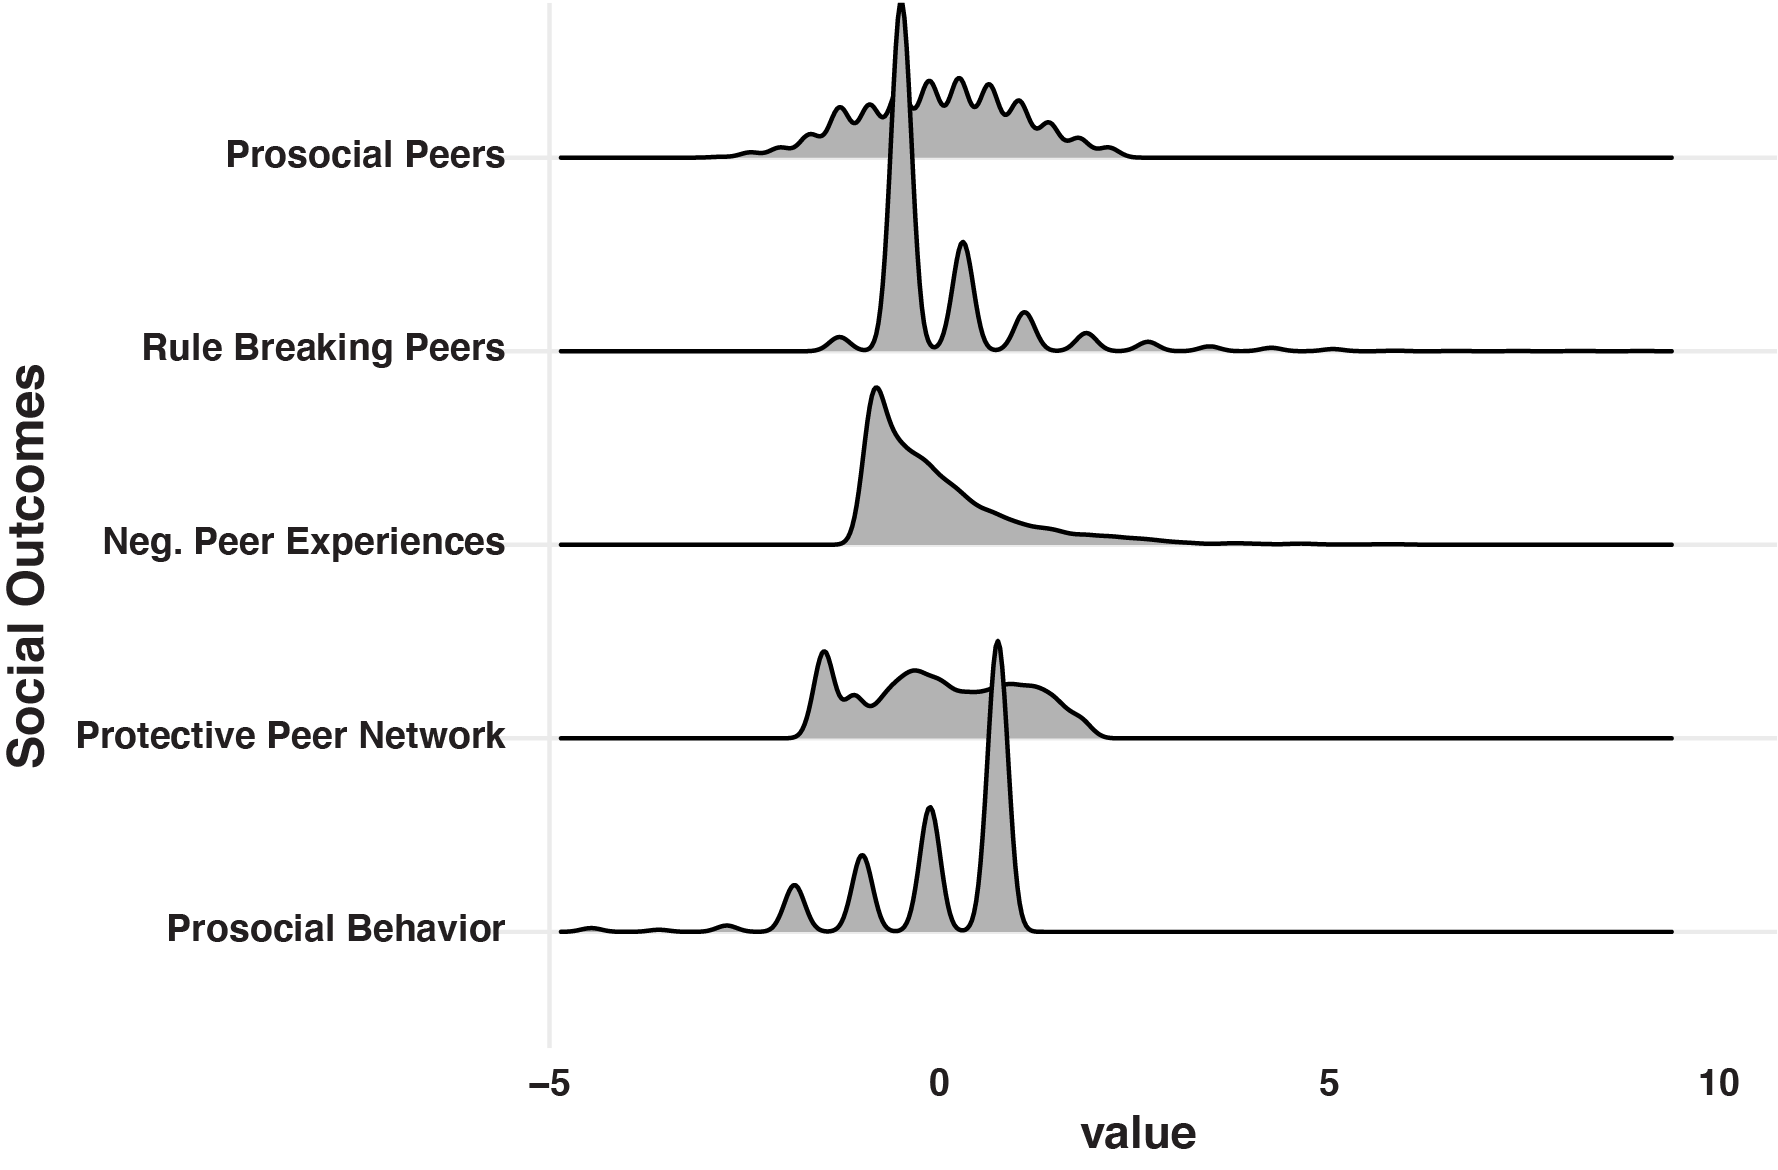 Social Outcomes
Prosocial Peers
Rule Breaking Peers
Neg. Peer Experiences
Protective Peer Network
Prosocial Behavior
−5 0 5 10
value